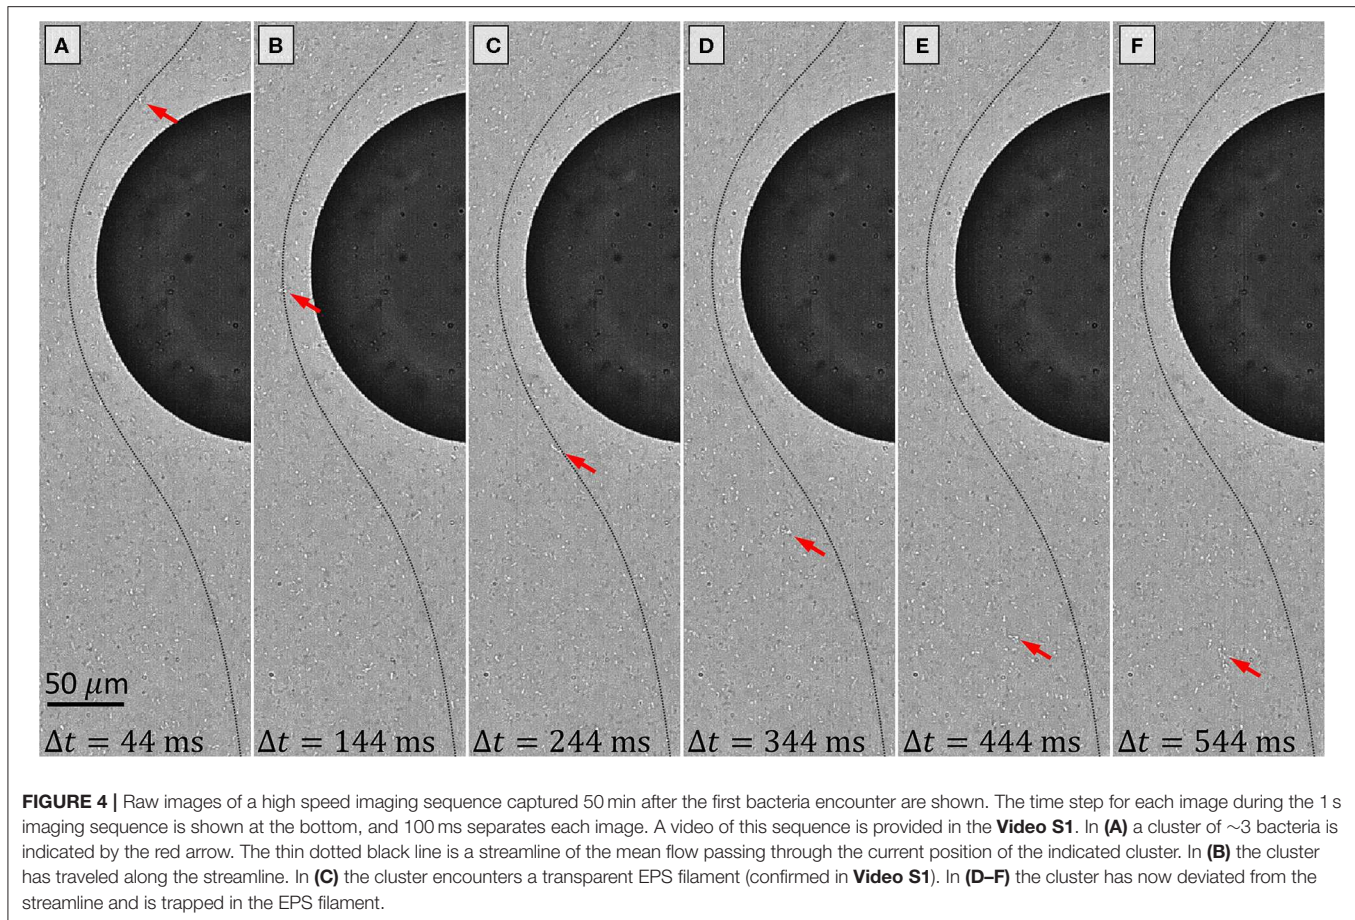 A
B
C
D
E
F
50 μm
Δt = 44 ms
Δt = 144 ms
Δt = 244 ms
Δt = 344 ms
Δt = 444 ms
Δt = 544 ms
FIGURE 4 | Raw images of a high speed imaging sequence captured 50 min after the first bacteria encounter are shown. The time step for each image during the 1 s
imaging sequence is shown at the bottom, and 100 ms separates each image. A video of this sequence is provided in the Video S1. In (A) a cluster of ∼3 bacteria is
indicated by the red arrow. The thin dotted black line is a streamline of the mean flow passing through the current position of the indicated cluster. In (B) the cluster
has traveled along the streamline. In (C) the cluster encounters a transparent EPS filament (confirmed in Video S1). In (D–F) the cluster has now deviated from the
streamline and is trapped in the EPS filament.